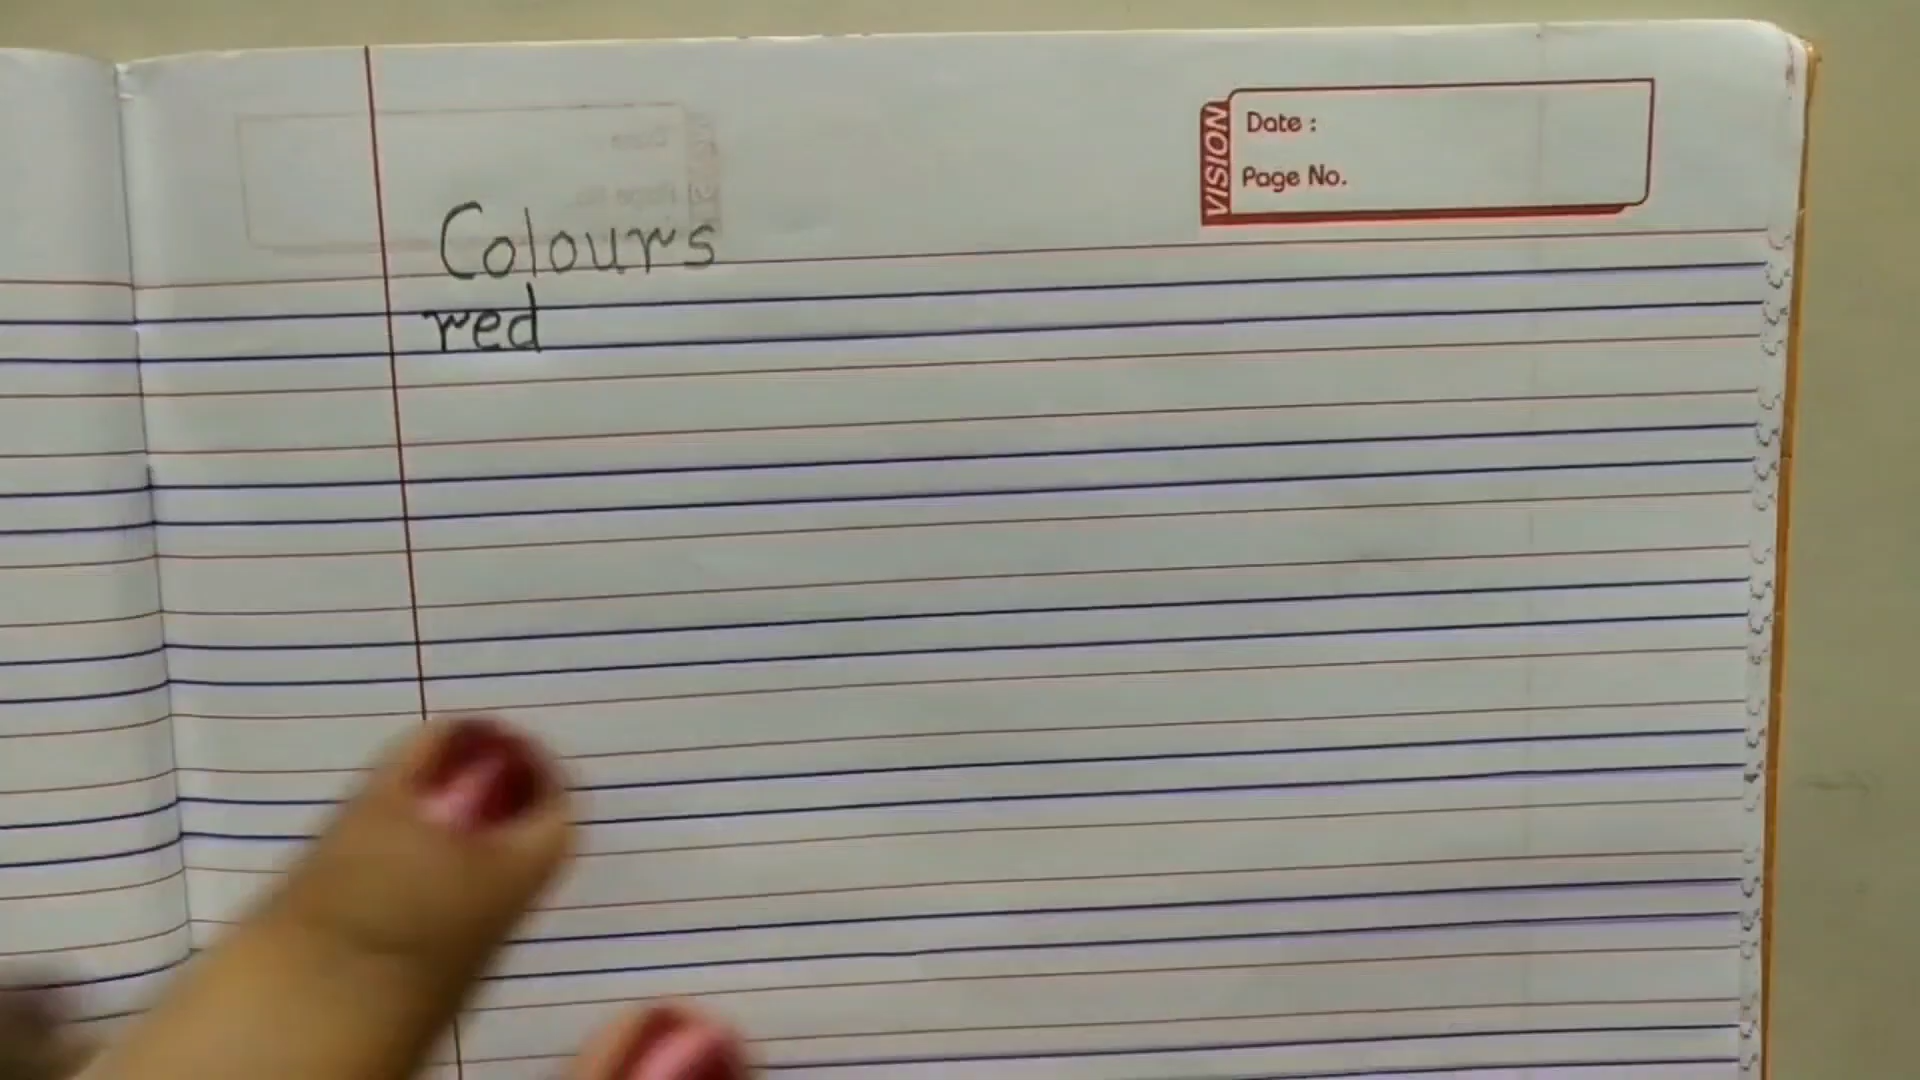 VISION
Date :
Page No.
Colours
red